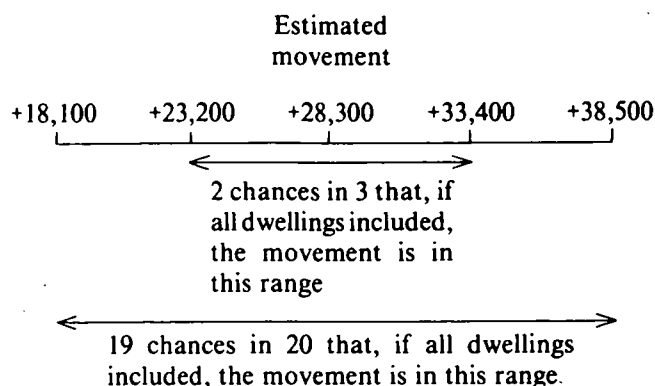 Estimated
movement
+18,100 +23,200 +28,300 +33,400 +38,500
2 chances in 3 that, if
all dwellings included,
the movement is in
this range
19 chances in 20 that, if all dwellings
included, the movement is in this range.